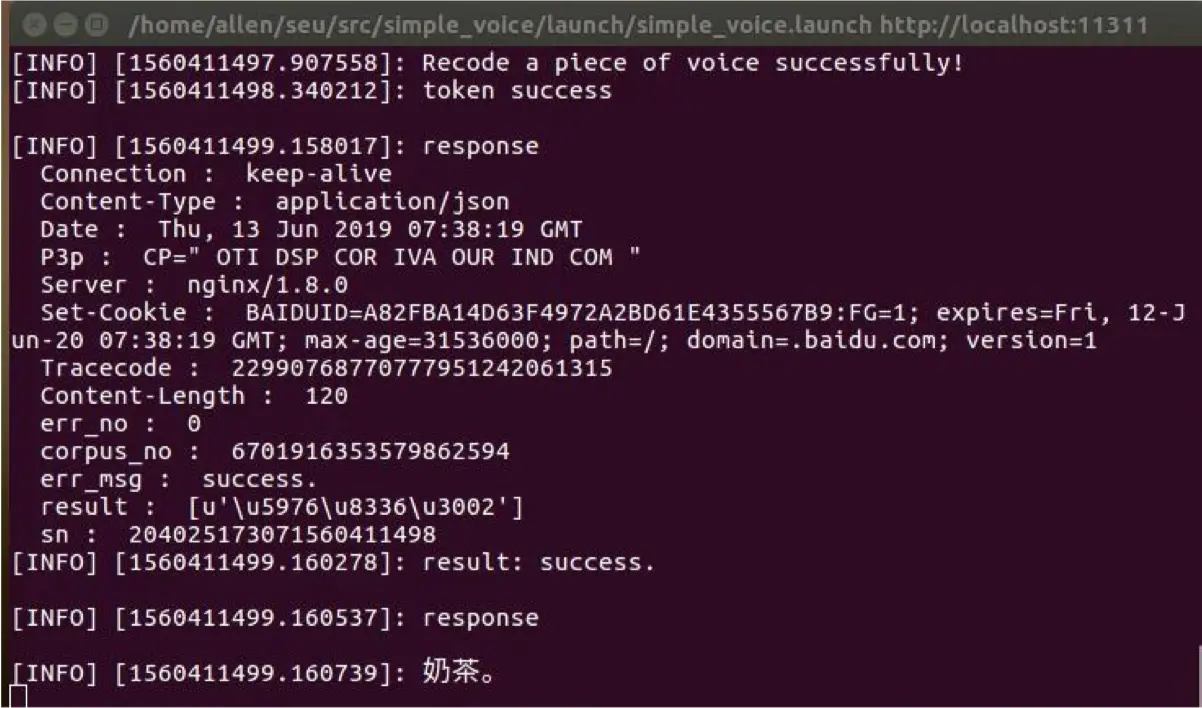 /home/allen/seu/src/simple_voice/launch/simple_voice.launch http://localhost:11311
[INFO] [1560411497.907558]: Recode a piece of voice successfully!
[INFO] [1560411498.340212]: token success
[INFO] [1560411499.158017]: response
Connection :  keep-alive
Content-Type :  application/json
Date :  Thu, 13 Jun 2019 07:38:19 GMT
P3p :  CP=" OTI DSP COR IVA OUR IND COM "
Server :  nginx/1.8.0
Set-Cookie :  BAIDUID=A82FBA14D63F4972A2BD61E4355567B9:FG=1; expires=Fri, 12-J
un-20 07:38:19 GMT; max-age=31536000; path=/; domain=.baidu.com; version=1
Tracecode :  22990768770777951242061315
Content-Length :  120
err_no :  0
corpus_no :  6701916353579862594
err_msg :  success.
result :  [u'\u5976\u8336\u3002']
sn :  204025173071560411498
[INFO] [1560411499.160278]: result: success.
[INFO] [1560411499.160537]: response
[INFO] [1560411499.160739]: 奶茶。